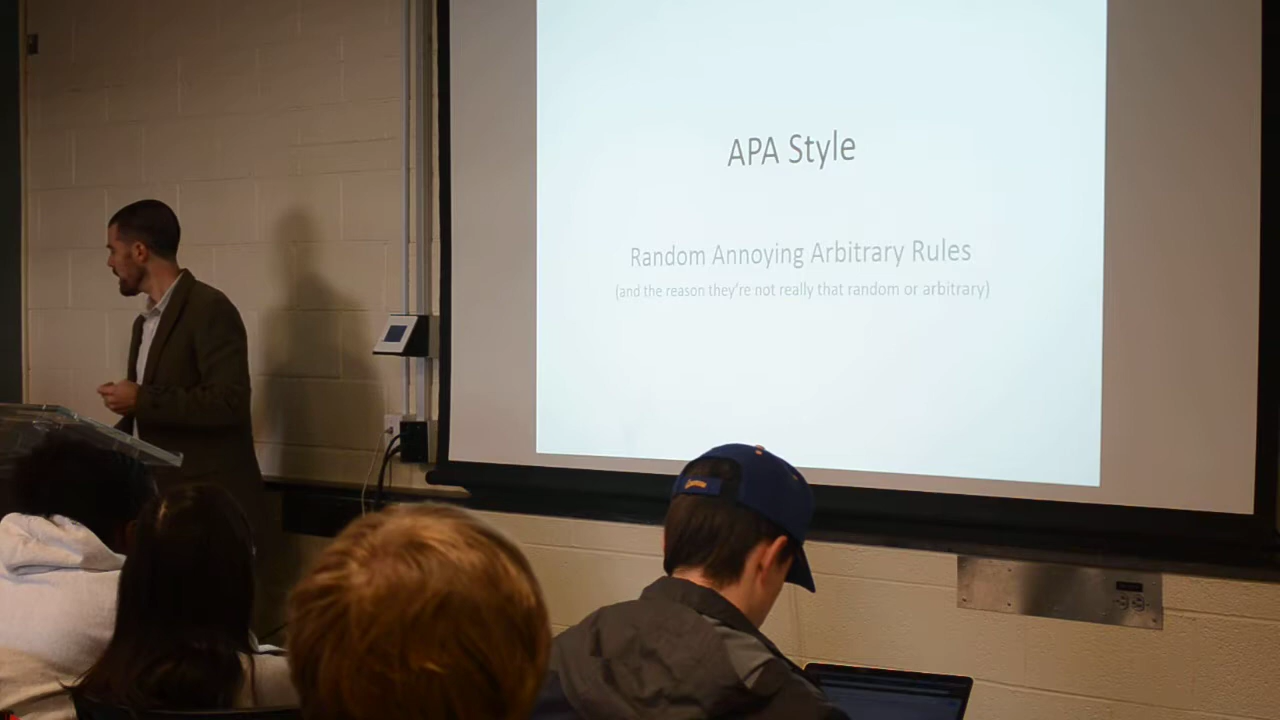 APA Style
Random Annoying Arbitrary Rules
(and the reason they're not really that random or arbitrary)